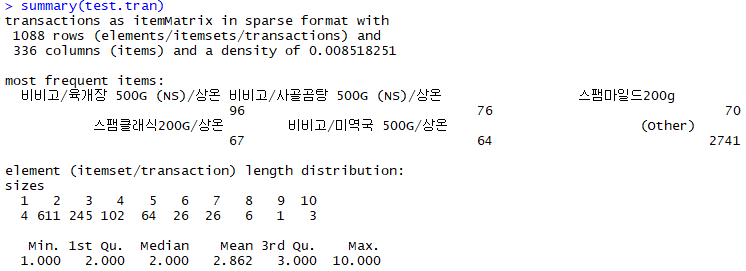 > summary(test.tran)
transactions as itemMatrix in sparse format with
1088 rows (elements/itemsets/transactions) and
336 columns (items) and a density of 0.008518251
most frequent items:
비비고/육개장 500G (NS)/상온 비비고/사골곰탕 500G (NS)/상온 스팸마일드200g
96 76 70
스팸클래식200G/상온 비비고/미역국 500G/상온 (Other)
67 64 2741
element (itemset/transaction) length distribution:
sizes
1 2 3 4 5 6 7 8 9 10
4 611 245 102 64 26 26 6 1 3
Min. 1st Qu. Median Mean 3rd Qu. Max.
1.000 2.000 2.000 2.862 3.000 10.000